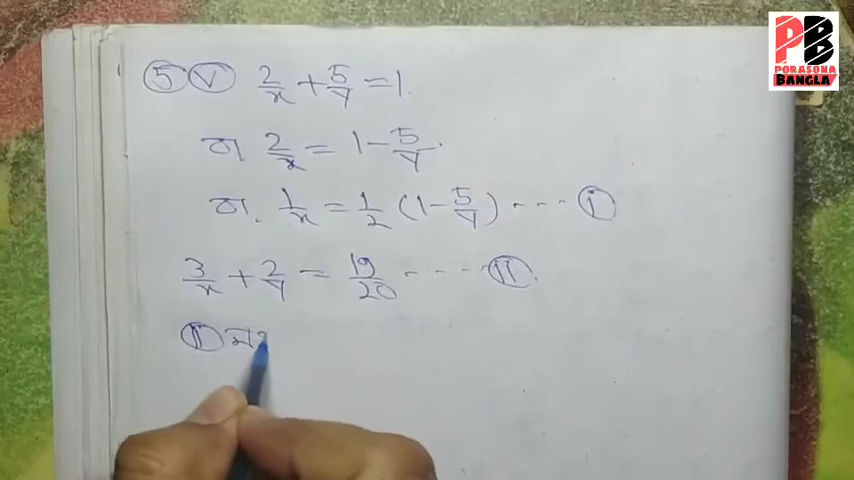 PB
PORASONA
BANGLA
5 V 2/x + 5/y = 1.
বা 2/x = 1 - 5/y.
বা. 1/x = 1/2 (1 - 5/y) ---- i
3/x + 2/y = 19/20 ----- ii.
ii নং